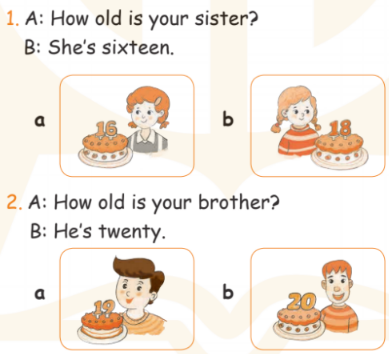 1. A: How old is your sister?
B: She's sixteen.
a
16
b
18
2. A: How old is your brother?
B: He's twenty.
a
19
b
20